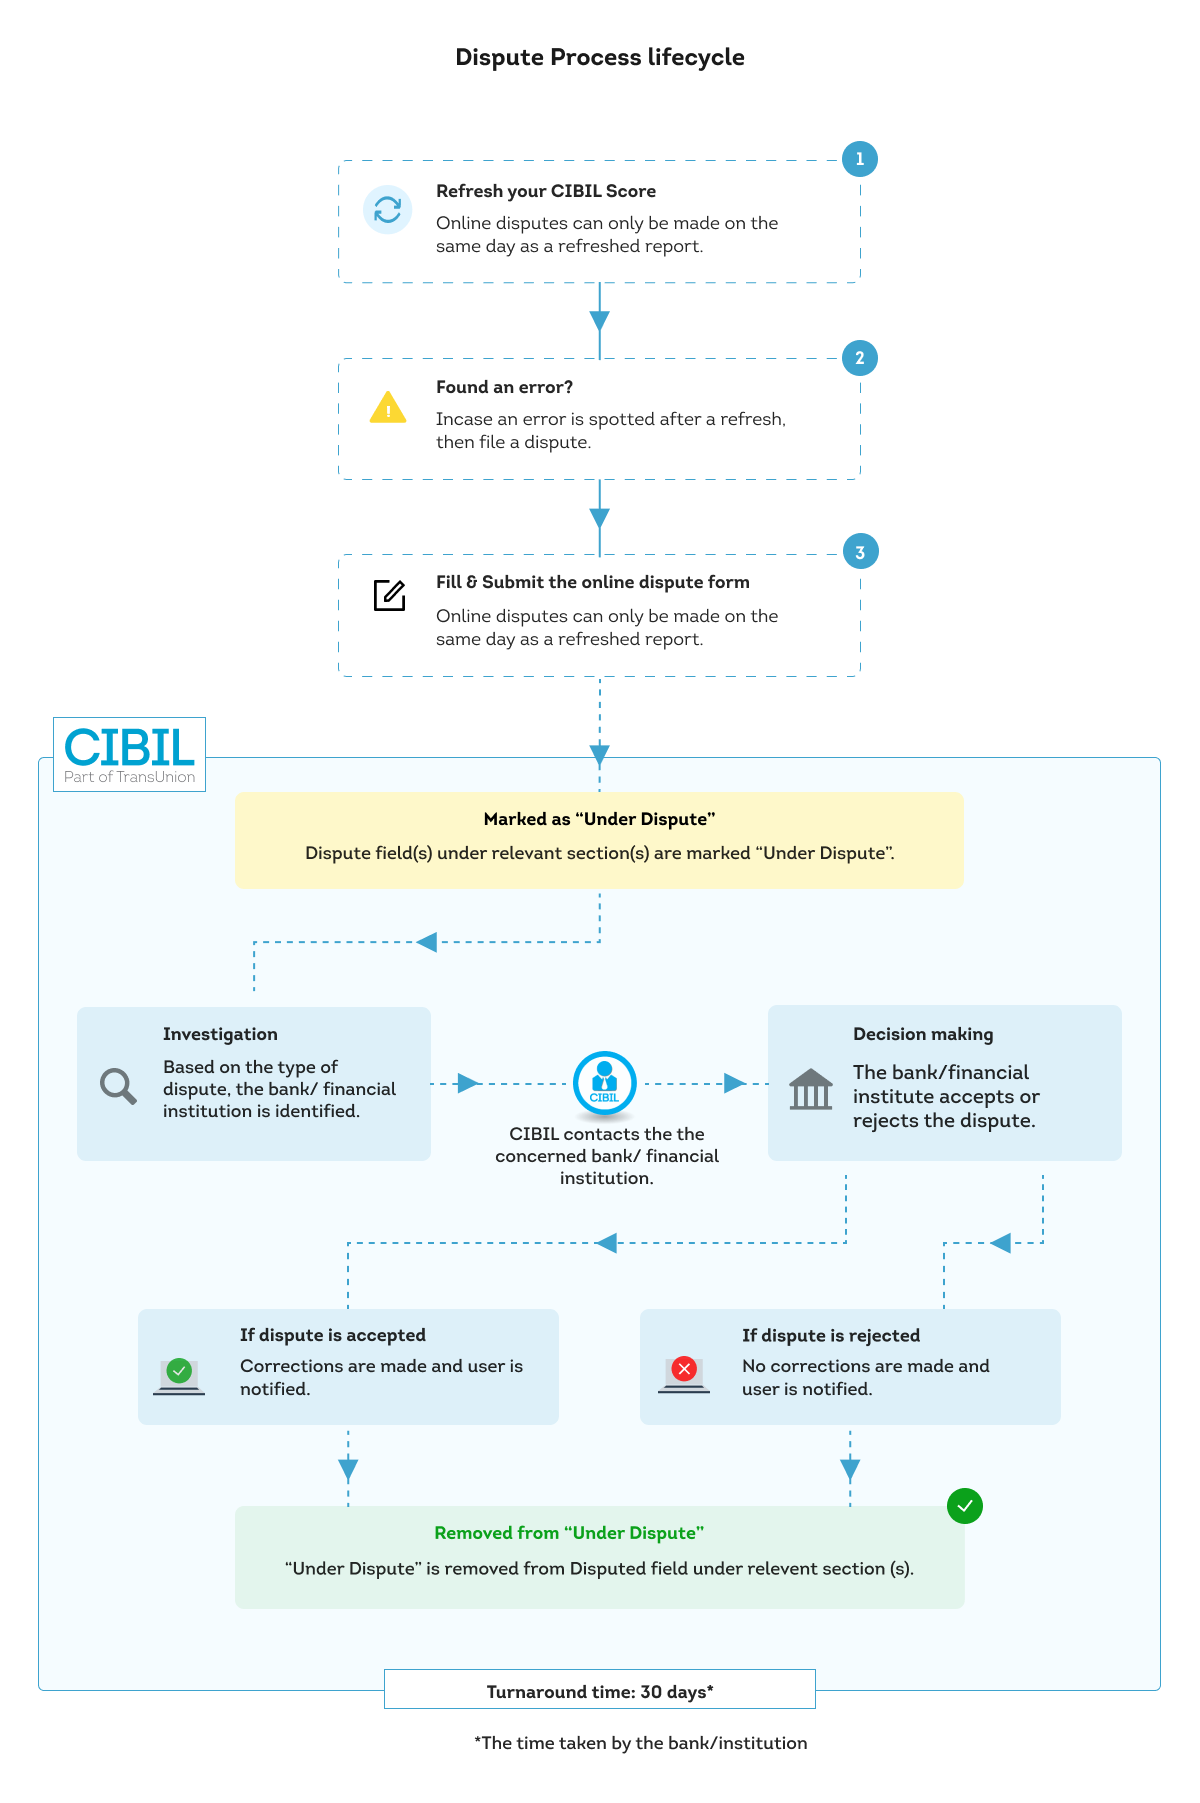 Dispute Process lifecycle
1
Refresh your CIBIL Score
Online disputes can only be made on the
same day as a refreshed report.
2
Found an error?
Incase an error is spotted after a refresh,
then file a dispute.
3
Fill & Submit the online dispute form
Online disputes can only be made on the
same day as a refreshed report.
CIBIL
Part of TransUnion
Marked as “Under Dispute”
Dispute field(s) under relevant section(s) are marked “Under Dispute”.
Investigation
Based on the type of
dispute, the bank/ financial
institution is identified.
CIBIL
CIBIL contacts the the
concerned bank/ financial
institution.
Decision making
The bank/financial
institute accepts or
rejects the dispute.
If dispute is accepted
Corrections are made and user is
notified.
If dispute is rejected
No corrections are made and
user is notified.
Removed from “Under Dispute”
“Under Dispute” is removed from Disputed field under relevent section (s).
Turnaround time: 30 days*
*The time taken by the bank/institution